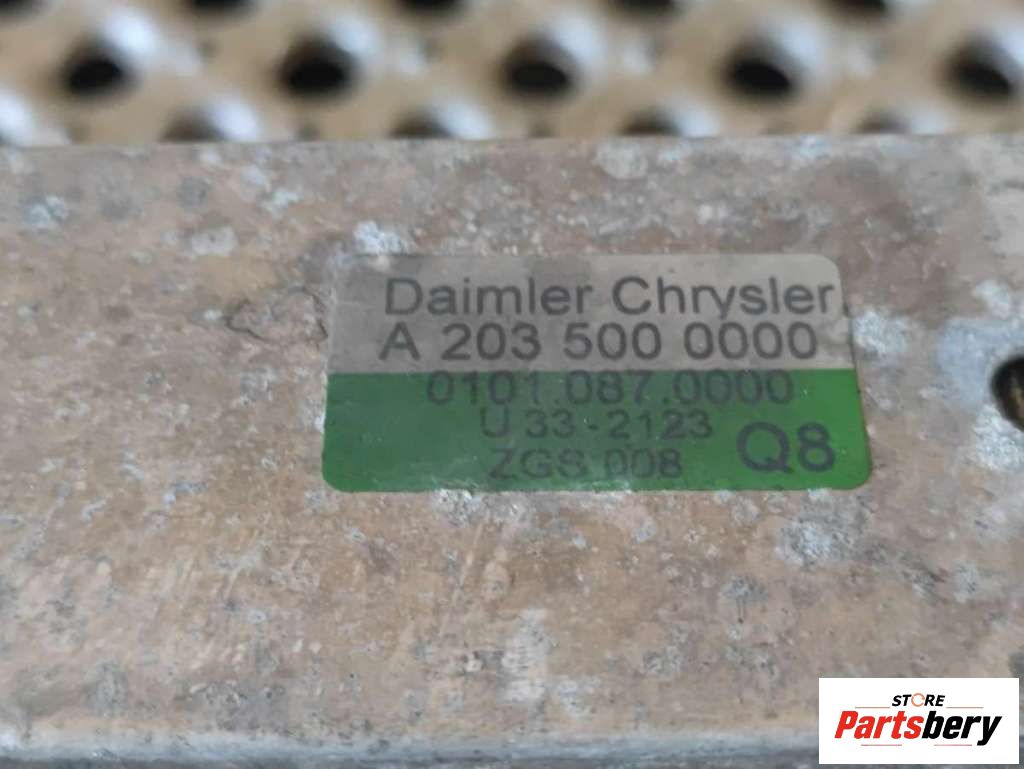 Daimler Chrysler
A 203 500 0000
0101.087.0000
U 33-2123
ZGS 008
Q8
STORE
Partsbery